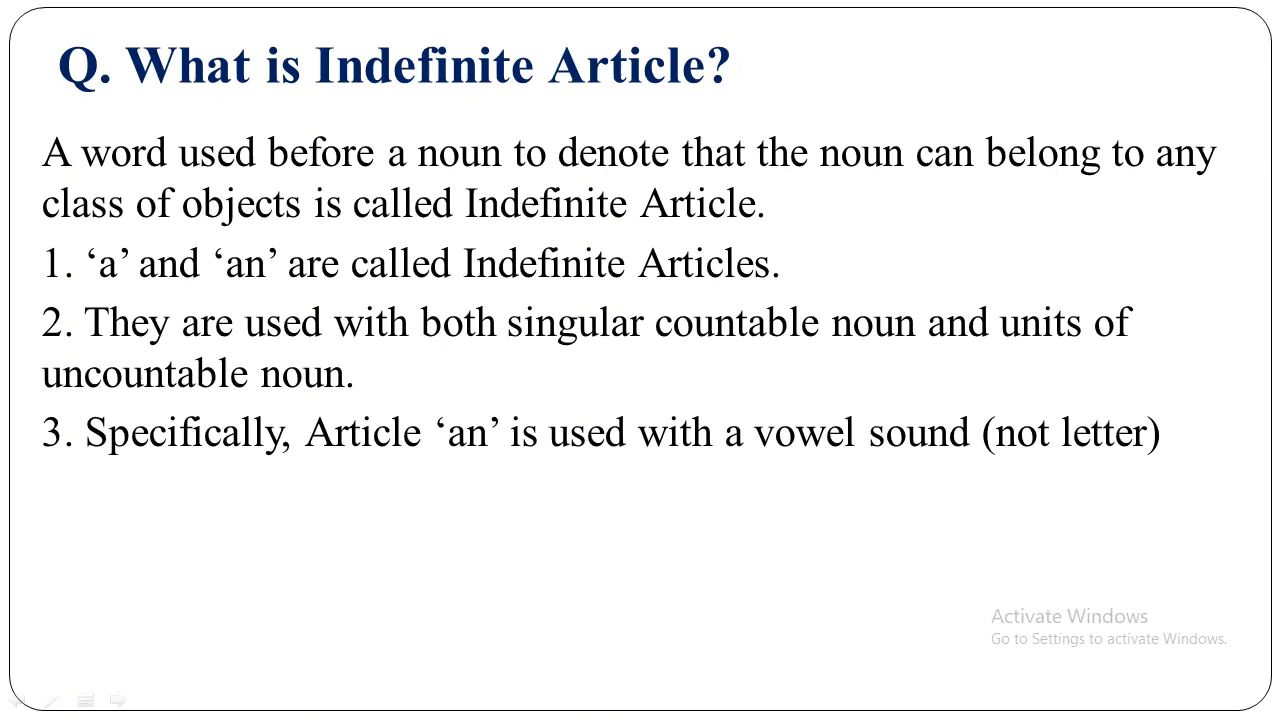 Q. What is Indefinite Article?
A word used before a noun to denote that the noun can belong to any
class of objects is called Indefinite Article.
1. ‘a’ and ‘an’ are called Indefinite Articles.
2. They are used with both singular countable noun and units of
uncountable noun.
3. Specifically, Article ‘an’ is used with a vowel sound (not letter)
Activate Windows
Go to Settings to activate Windows.